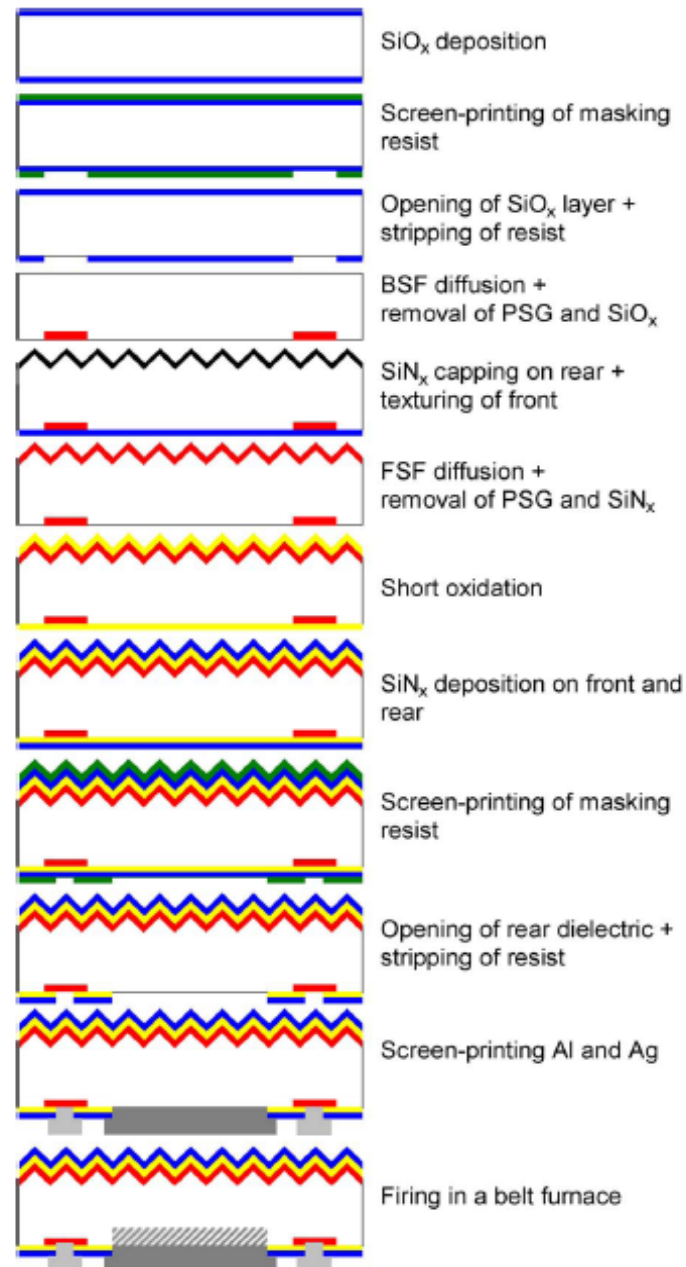 SiOₓ deposition
Screen-printing of masking
resist
Opening of SiOₓ layer +
stripping of resist
BSF diffusion +
removal of PSG and SiOₓ
SiNₓ capping on rear +
texturing of front
FSF diffusion +
removal of PSG and SiNₓ
Short oxidation
SiNₓ deposition on front and
rear
Screen-printing of masking
resist
Opening of rear dielectric +
stripping of resist
Screen-printing Al and Ag
Firing in a belt furnace